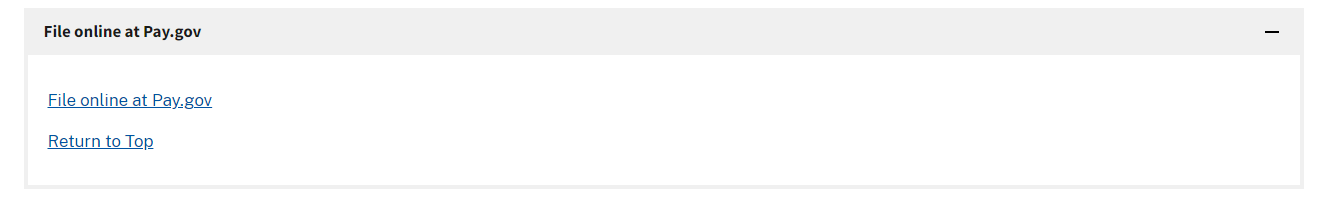 File online at Pay.gov
File online at Pay.gov
Return to Top